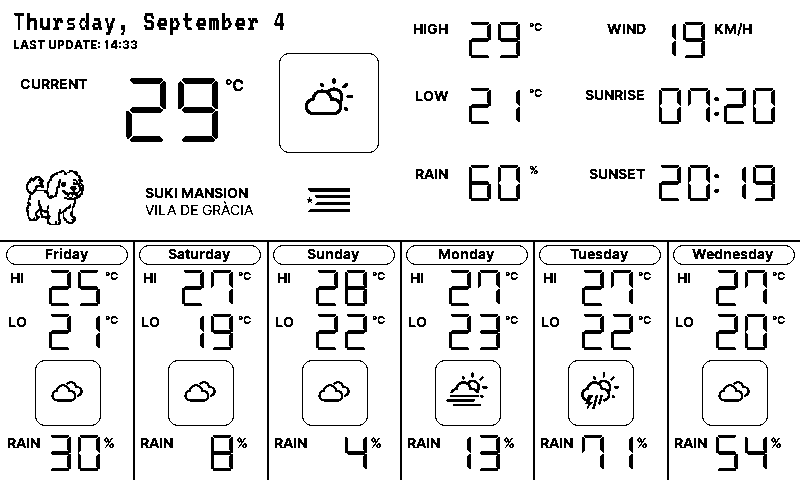 Thursday, September 4
LAST UPDATE: 14:33
CURRENT 29 °C
HIGH 29 °C
LOW 21 °C
RAIN 60 %
WIND 19 KM/H
SUNRISE 07:20
SUNSET 20:19
SUKI MANSION
VILA DE GRÀCIA
Friday
HI 25 °C
LO 21 °C
RAIN 30 %
Saturday
HI 27 °C
LO 19 °C
RAIN 8 %
Sunday
HI 28 °C
LO 22 °C
RAIN 4 %
Monday
HI 27 °C
LO 23 °C
RAIN 13 %
Tuesday
HI 27 °C
LO 22 °C
RAIN 71 %
Wednesday
HI 27 °C
LO 20 °C
RAIN 54 %